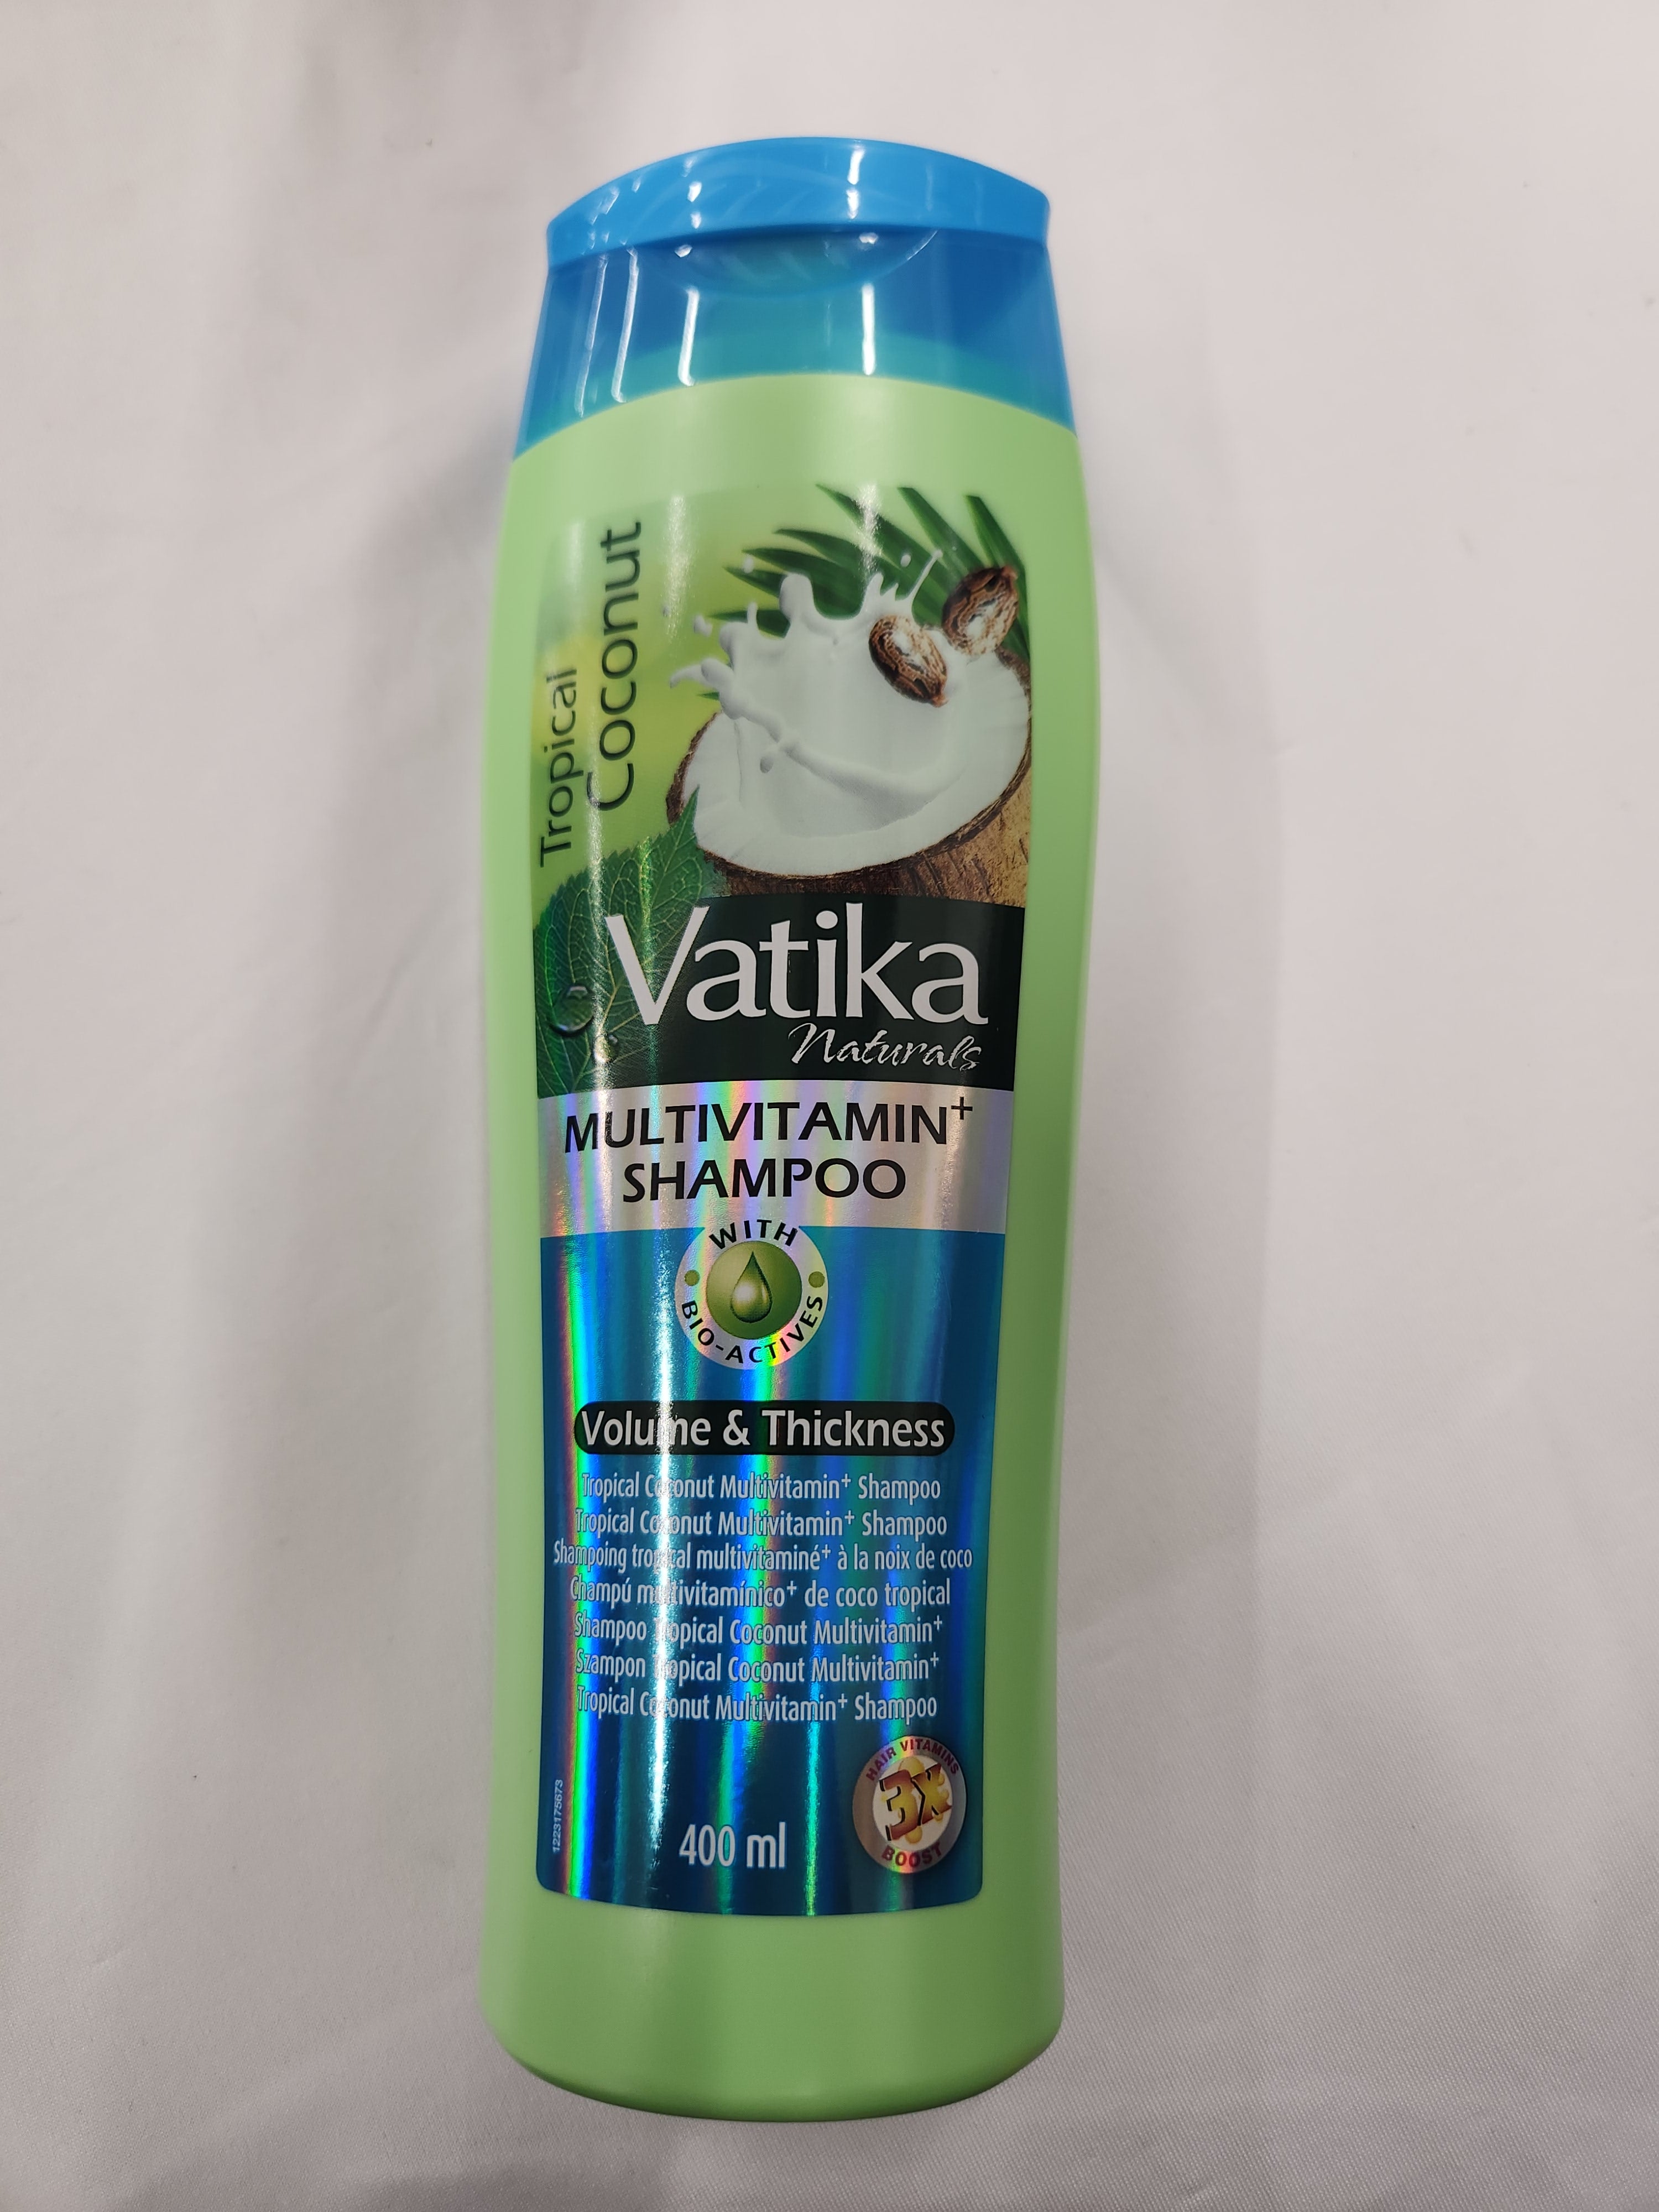 Tropical
Coconut
Vatika
Naturals
MULTIVITAMIN+
SHAMPOO
WITH
BIO-ACTIVES
Volume & Thickness
Tropical Coconut Multivitamin+ Shampoo
Tropical Coconut Multivitamin+ Shampoo
Shampoing tropical multivitaminé+ à la noix de coco
Champú multivitamínico+ de coco tropical
Shampoo Tropical Coconut Multivitamin+
Szampon Tropical Coconut Multivitamin+
Tropical Coconut Multivitamin+ Shampoo
HAIR VITAMINS
3x
BOOST
400 ml
1223175673